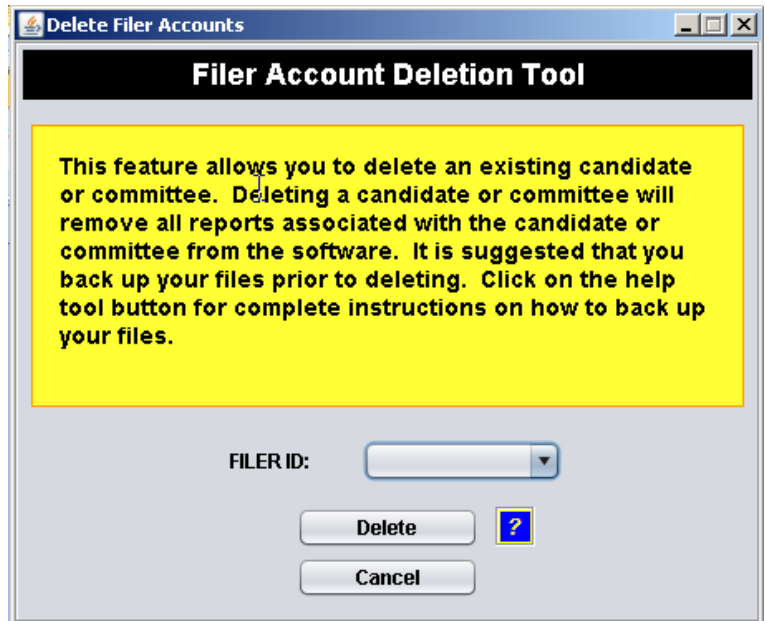 Delete Filer Accounts
Filer Account Deletion Tool
This feature allows you to delete an existing candidate
or committee.  Deleting a candidate or committee will
remove all reports associated with the candidate or
committee from the software.  It is suggested that you
back up your files prior to deleting.  Click on the help
tool button for complete instructions on how to back up
your files.
FILER ID:
Delete
?
Cancel